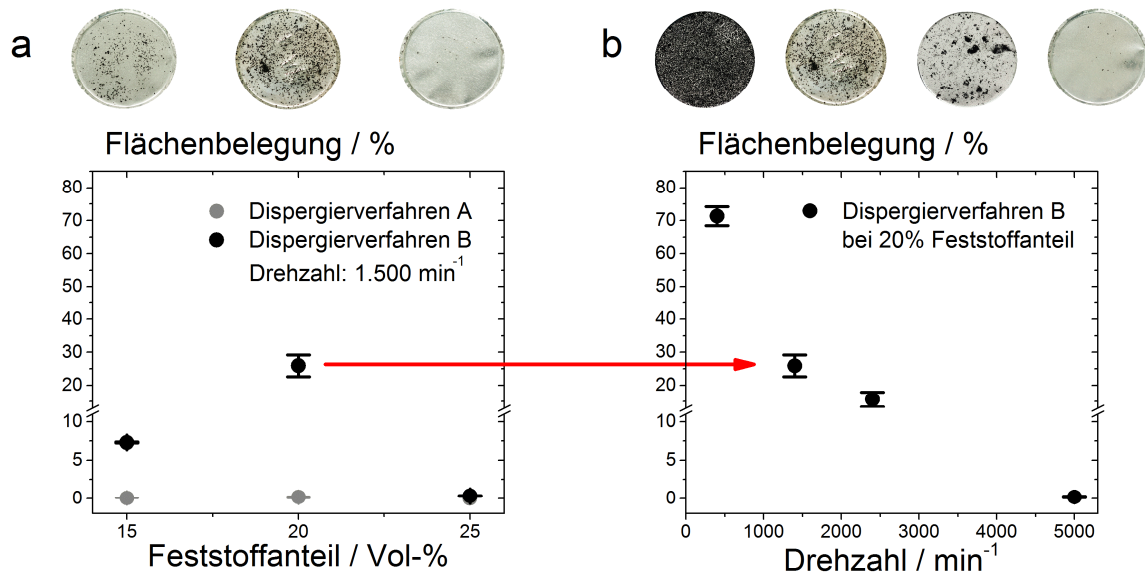 a
Flächenbelegung / %
80
70
60
50
40
30
20
10
5
0
Dispergierverfahren A
Dispergierverfahren B
Drehzahl: 1.500 min-1
15
20
25
Feststoffanteil / Vol-%
b
Flächenbelegung / %
80
70
60
50
40
30
20
10
5
0
Dispergierverfahren B
bei 20% Feststoffanteil
0
1000
2000
3000
4000
5000
Drehzahl / min-1